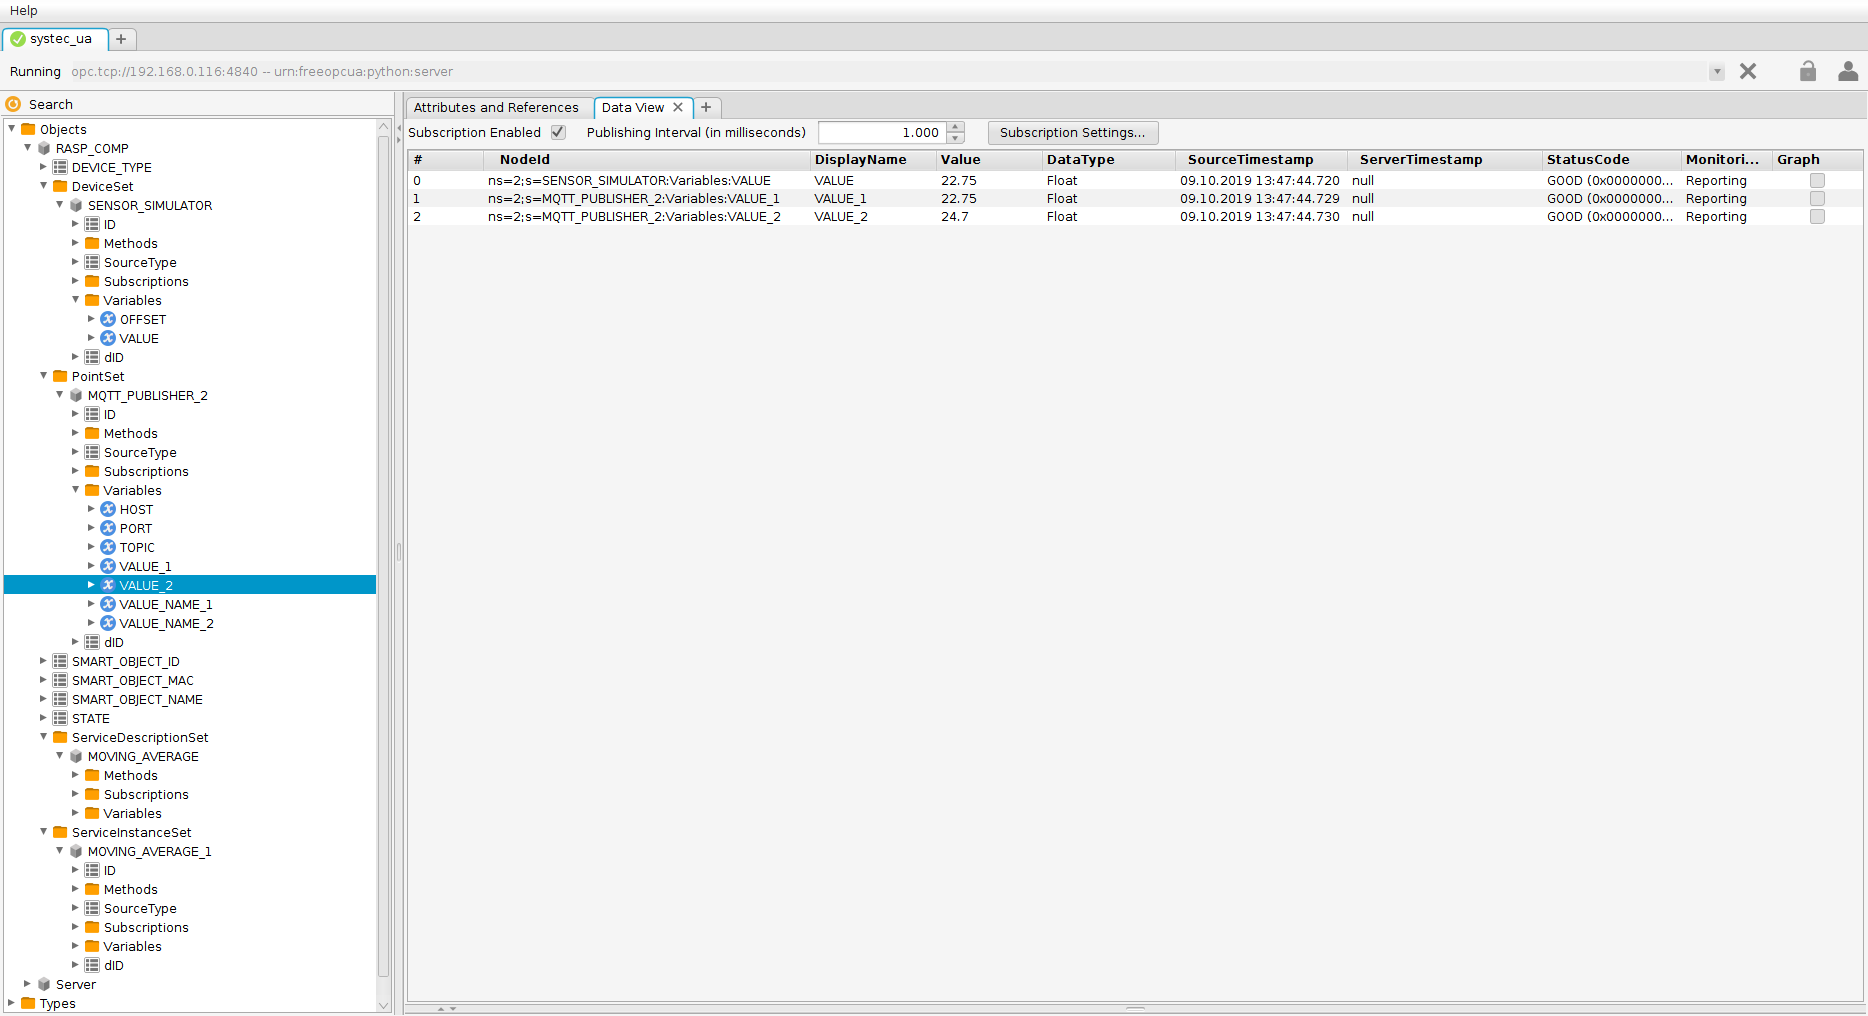 Help
systec_ua
+
Running opc.tcp://192.168.0.116:4840 -- urn:freeopcua:python:server
Search
Objects
RASP_COMP
DEVICE_TYPE
DeviceSet
SENSOR_SIMULATOR
ID
Methods
SourceType
Subscriptions
Variables
OFFSET
VALUE
dID
PointSet
MQTT_PUBLISHER_2
ID
Methods
SourceType
Subscriptions
Variables
HOST
PORT
TOPIC
VALUE_1
VALUE_2
VALUE_NAME_1
VALUE_NAME_2
dID
SMART_OBJECT_ID
SMART_OBJECT_MAC
SMART_OBJECT_NAME
STATE
ServiceDescriptionSet
MOVING_AVERAGE
Methods
Subscriptions
Variables
ServiceInstanceSet
MOVING_AVERAGE_1
ID
Methods
SourceType
Subscriptions
Variables
dID
Server
Types
Attributes and References Data View +
Subscription Enabled Publishing Interval (in milliseconds) 1.000 Subscription Settings...
# NodeId DisplayName Value DataType SourceTimestamp ServerTimestamp StatusCode Monitori... Graph
0 ns=2;s=SENSOR_SIMULATOR:Variables:VALUE VALUE 22.75 Float 09.10.2019 13:47:44.720 null GOOD (0x0000000... Reporting
1 ns=2;s=MQTT_PUBLISHER_2:Variables:VALUE_1 VALUE_1 22.75 Float 09.10.2019 13:47:44.729 null GOOD (0x0000000... Reporting
2 ns=2;s=MQTT_PUBLISHER_2:Variables:VALUE_2 VALUE_2 24.7 Float 09.10.2019 13:47:44.730 null GOOD (0x0000000... Reporting